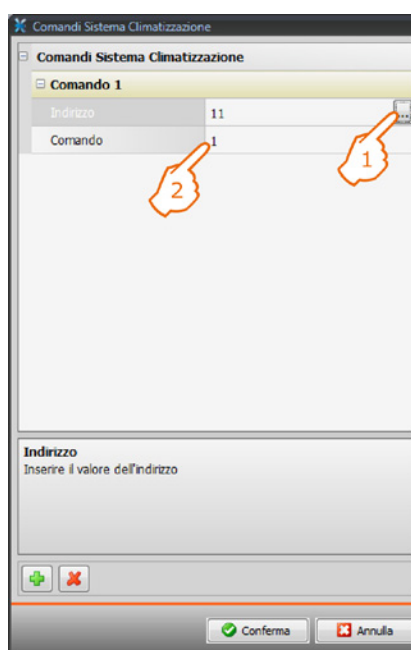 Comandi Sistema Climatizzazione
Comandi Sistema Climatizzazione
Comando 1
Indirizzo 11 ...
1
Comando 1
2
Indirizzo
Inserire il valore dell'indirizzo
Conferma Annulla